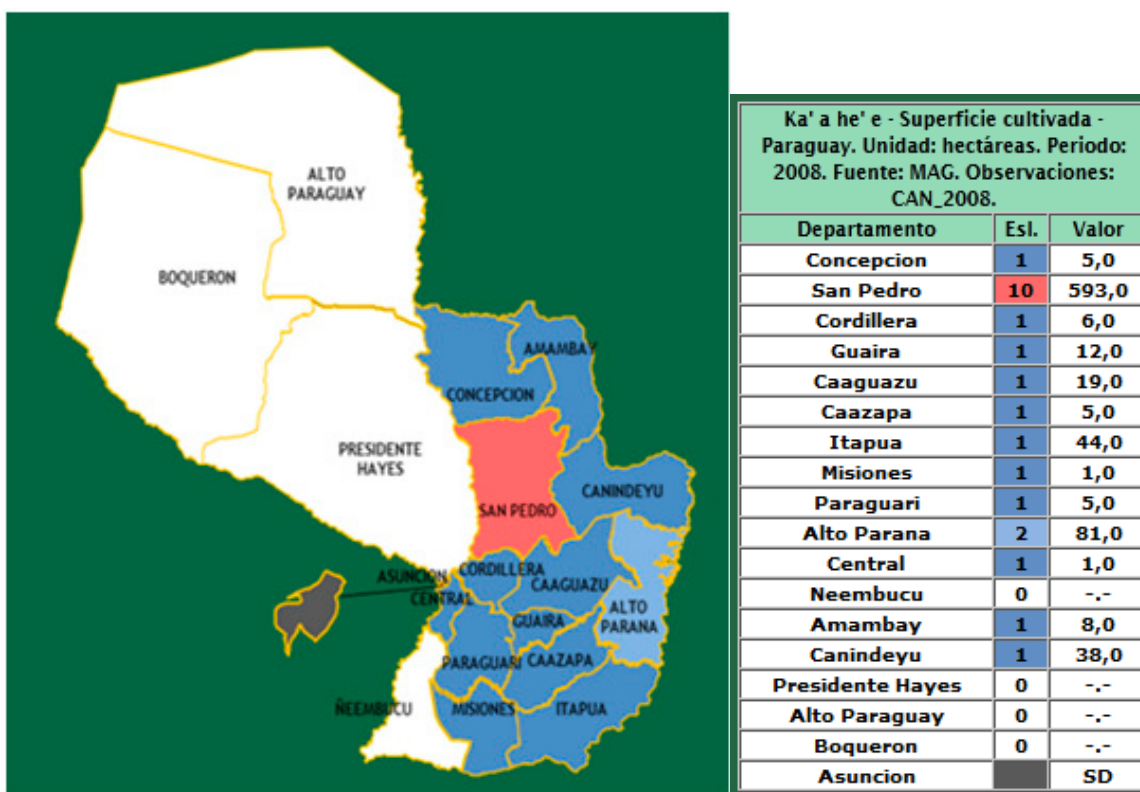 ALTO
PARAGUAY
BOQUERON
AMAMBAY
CONCEPCION
PRESIDENTE
HAYES
CANINDEYU
SAN PEDRO
ASUNCION
CORDILLERA
CAAGUAZU
CENTRAL
ALTO
PARANA
GUAIRA
PARAGUARI
CAAZAPA
ÑEEMBUCU
MISIONES
ITAPUA
Ka' a he' e - Superficie cultivada -
Paraguay. Unidad: hectáreas. Periodo:
2008. Fuente: MAG. Observaciones:
CAN_2008.
Departamento Esl. Valor
Concepcion 1 5,0
San Pedro 10 593,0
Cordillera 1 6,0
Guaira 1 12,0
Caaguazu 1 19,0
Caazapa 1 5,0
Itapua 1 44,0
Misiones 1 1,0
Paraguari 1 5,0
Alto Parana 2 81,0
Central 1 1,0
Neembucu 0 -.-
Amambay 1 8,0
Canindeyu 1 38,0
Presidente Hayes 0 -.-
Alto Paraguay 0 -.-
Boqueron 0 -.-
Asuncion SD